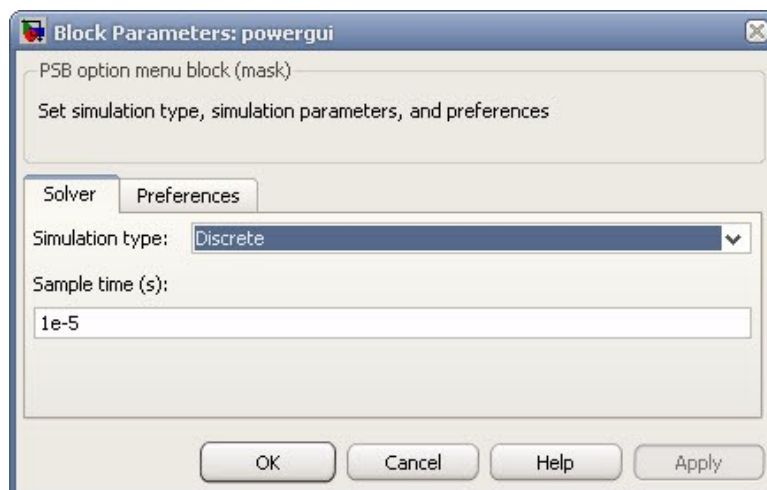 Block Parameters: powergui
PSB option menu block (mask)
Set simulation type, simulation parameters, and preferences
Solver Preferences
Simulation type: Discrete
Sample time (s):
1e-5
OK Cancel Help Apply